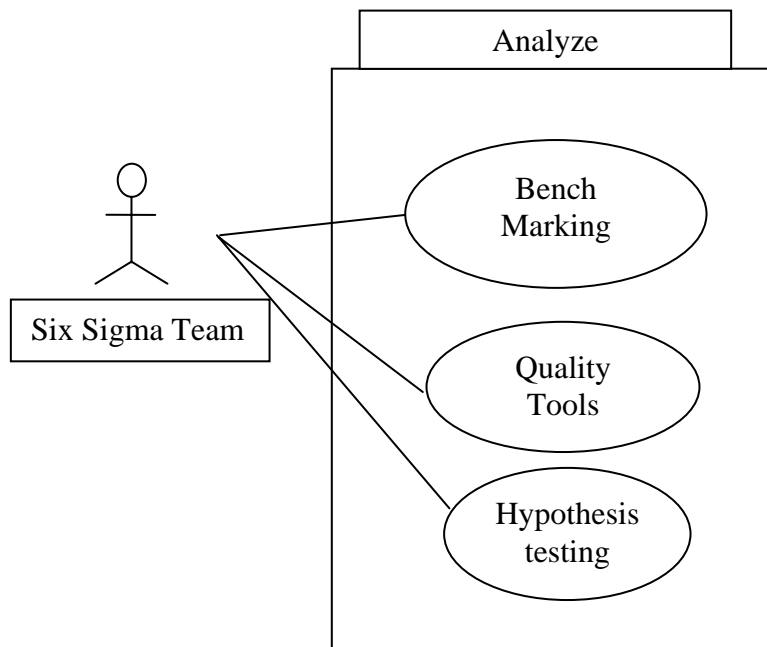 Analyze
Bench
Marking
Six Sigma Team
Quality
Tools
Hypothesis
testing